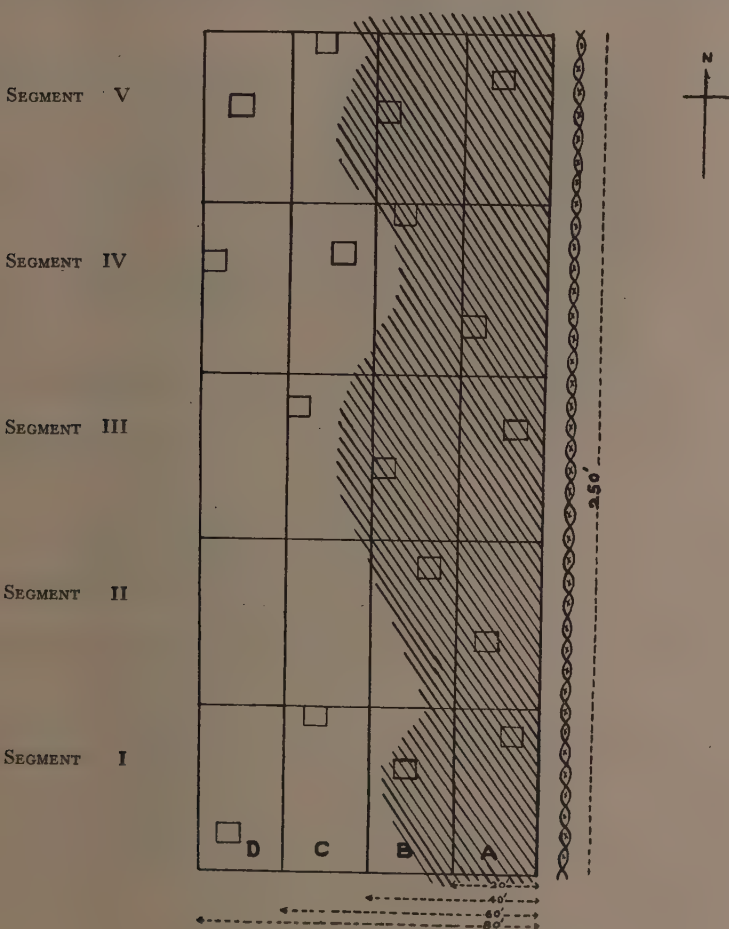 N
SEGMENT V
SEGMENT IV
SEGMENT III
250'
SEGMENT II
SEGMENT I
D C B A
20'
40'
60'
80'